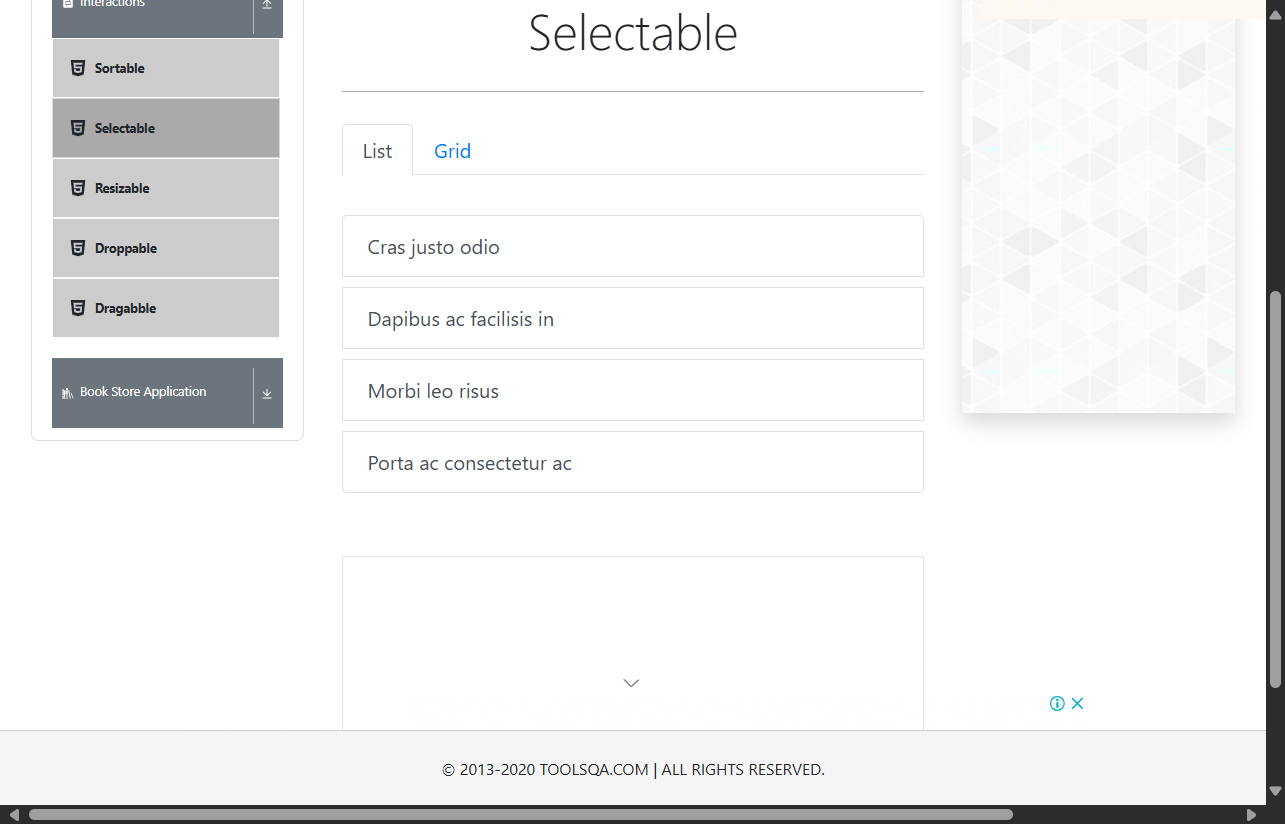 Interactions
Sortable
Selectable
Resizable
Droppable
Dragabble
Book Store Application
Selectable
List
Grid
Cras justo odio
Dapibus ac facilisis in
Morbi leo risus
Porta ac consectetur ac
© 2013-2020 TOOLSQA.COM | ALL RIGHTS RESERVED.